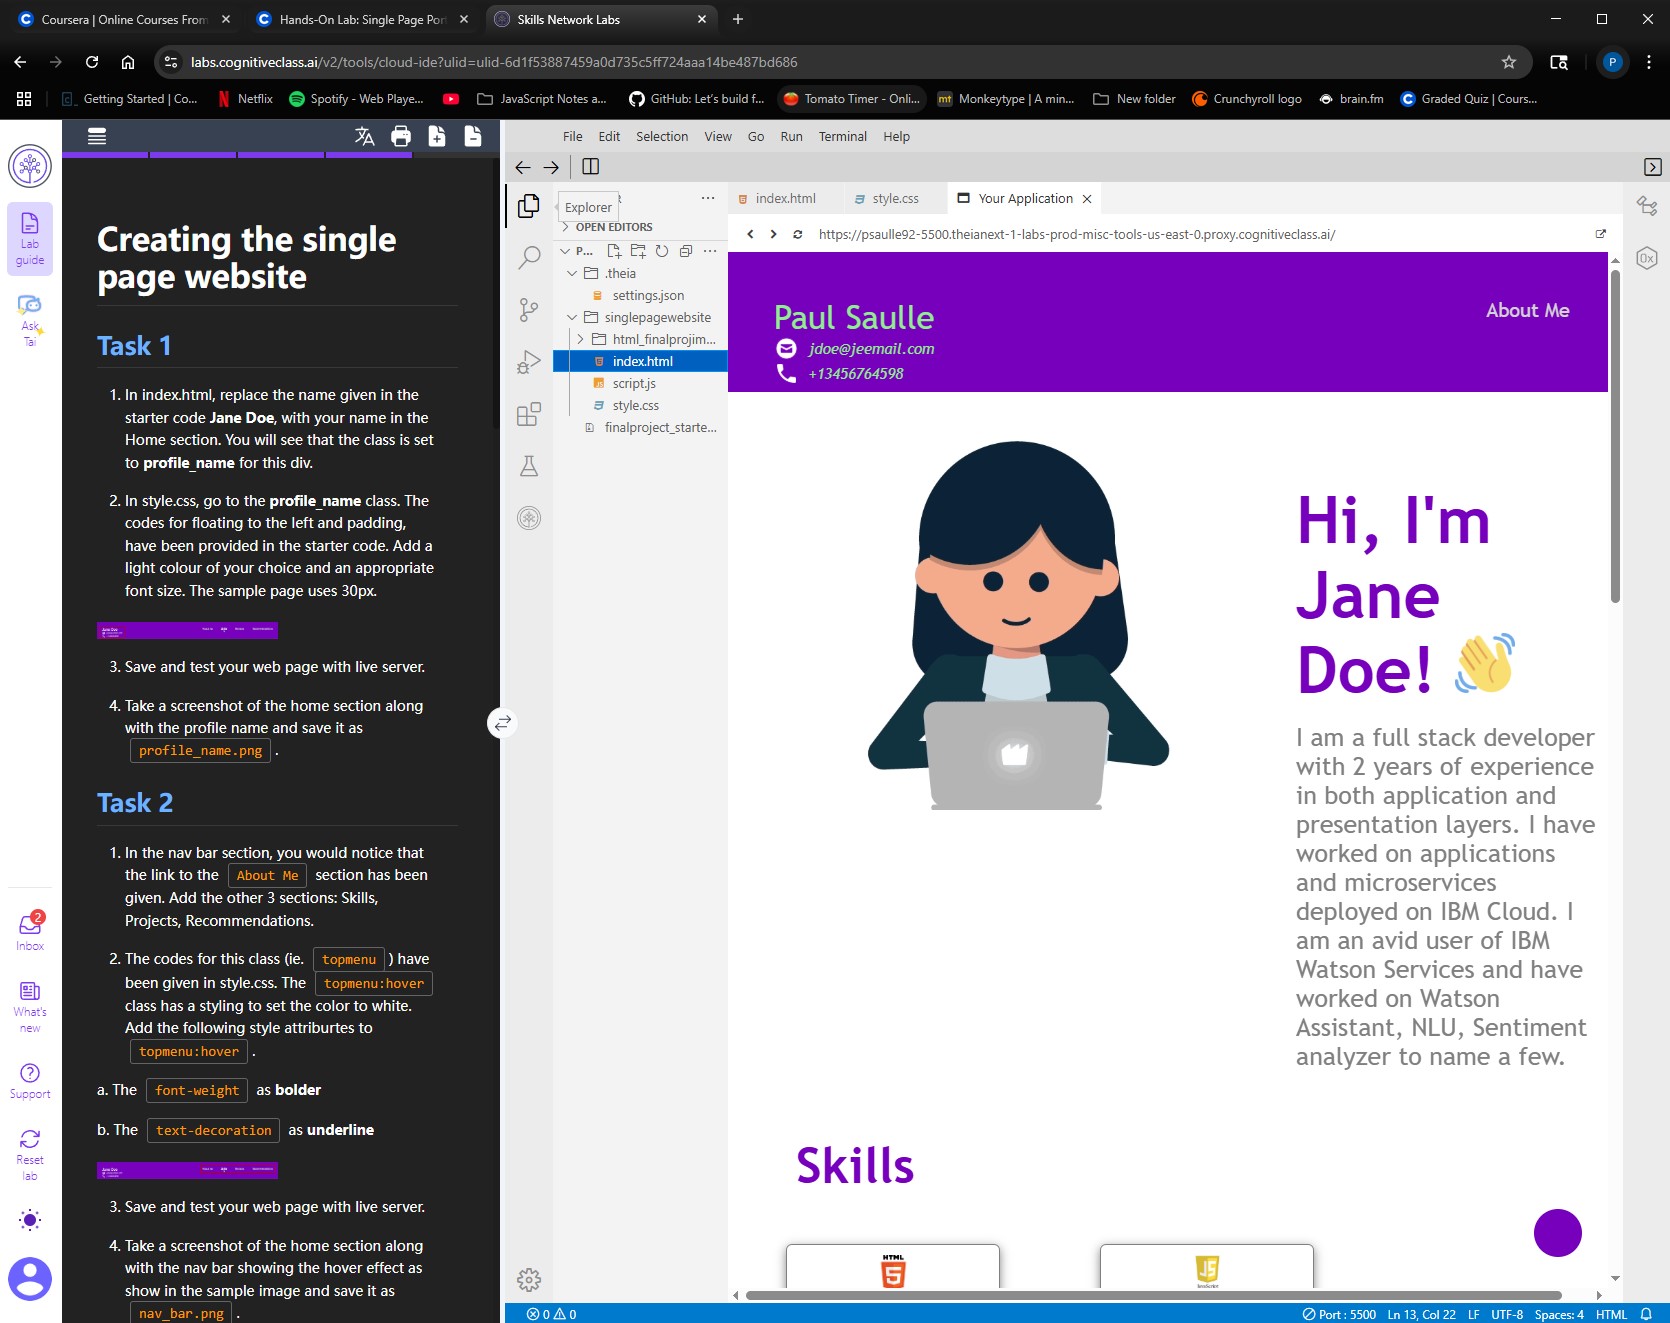 Coursera | Online Courses From
Hands-On Lab: Single Page Por
Skills Network Labs
labs.cognitiveclass.ai/v2/tools/cloud-ide?ulid=ulid-6d1f53887459a0d735c5ff724aaa14be487bd686
P
Getting Started | Co...
Netflix
Spotify - Web Playe...
JavaScript Notes a...
GitHub: Let's build f...
Tomato Timer - Onli...
mt
Monkeytype | A min...
New folder
Crunchyroll logo
brain.fm
Graded Quiz | Cours...
Lab
guide
Ask
Tai
2
Inbox
What's
new
Support
Reset
lab
Creating the single
page website
Task 1
1. In index.html, replace the name given in the
starter code Jane Doe, with your name in the
Home section. You will see that the class is set
to profile_name for this div.
2. In style.css, go to the profile_name class. The
codes for floating to the left and padding,
have been provided in the starter code. Add a
light colour of your choice and an appropriate
font size. The sample page uses 30px.
3. Save and test your web page with live server.
4. Take a screenshot of the home section along
with the profile name and save it as
profile_name.png .
Task 2
1. In the nav bar section, you would notice that
the link to the About Me section has been
given. Add the other 3 sections: Skills,
Projects, Recommendations.
2. The codes for this class (ie. topmenu ) have
been given in style.css. The topmenu:hover
class has a styling to set the color to white.
Add the following style attriburtes to
topmenu:hover .
a. The font-weight as bolder
b. The text-decoration as underline
3. Save and test your web page with live server.
4. Take a screenshot of the home section along
with the nav bar showing the hover effect as
show in the sample image and save it as
nav_bar.png .
File Edit Selection View Go Run Terminal Help
Explorer
OPEN EDITORS
P...
.theia
settings.json
singlepagewebsite
html_finalprojim...
index.html
script.js
style.css
finalproject_starte...
index.html
style.css
Your Application
https://psaulle92-5500.theianext-1-labs-prod-misc-tools-us-east-0.proxy.cognitiveclass.ai/
0x
Paul Saulle
jdoe@jeemail.com
+13456764598
About Me
Hi, I'm
Jane
Doe!
I am a full stack developer
with 2 years of experience
in both application and
presentation layers. I have
worked on applications
and microservices
deployed on IBM Cloud. I
am an avid user of IBM
Watson Services and have
worked on Watson
Assistant, NLU, Sentiment
analyzer to name a few.
Skills
HTML
5
JS
JavaScript
0 0
Port : 5500 Ln 13, Col 22 LF UTF-8 Spaces: 4 HTML